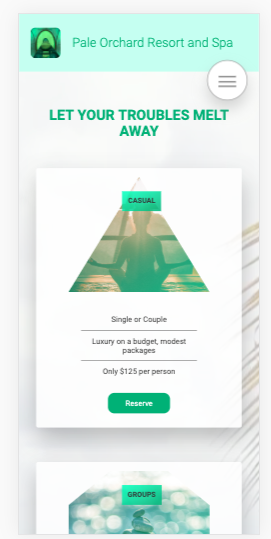 Pale Orchard Resort and Spa
LET YOUR TROUBLES MELT
AWAY
CASUAL
Single or Couple
Luxury on a budget, modest
packages
Only $125 per person
Reserve
GROUPS